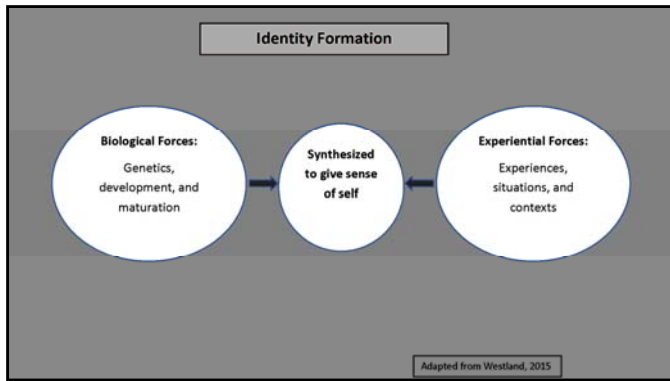 Identity Formation
Biological Forces:
Genetics,
development, and
maturation
Synthesized
to give sense
of self
Experiential Forces:
Experiences,
situations, and
contexts
Adapted from Westland, 2015